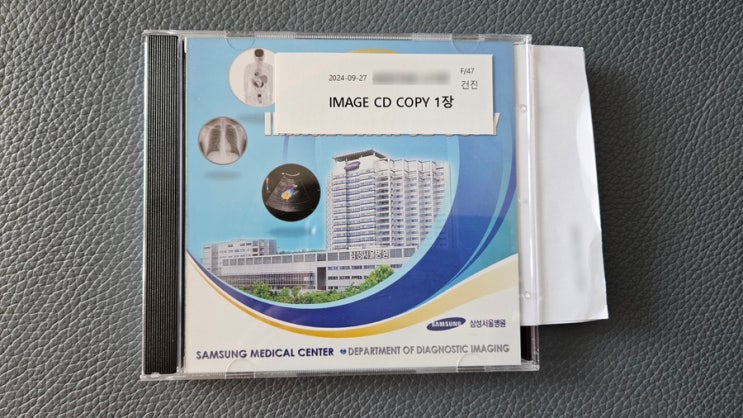 2024-09-27
F/47
건진
IMAGE CD COPY 1장
삼성서울병원
SAMSUNG 삼성서울병원
SAMSUNG MEDICAL CENTER DEPARTMENT OF DIAGNOSTIC IMAGING